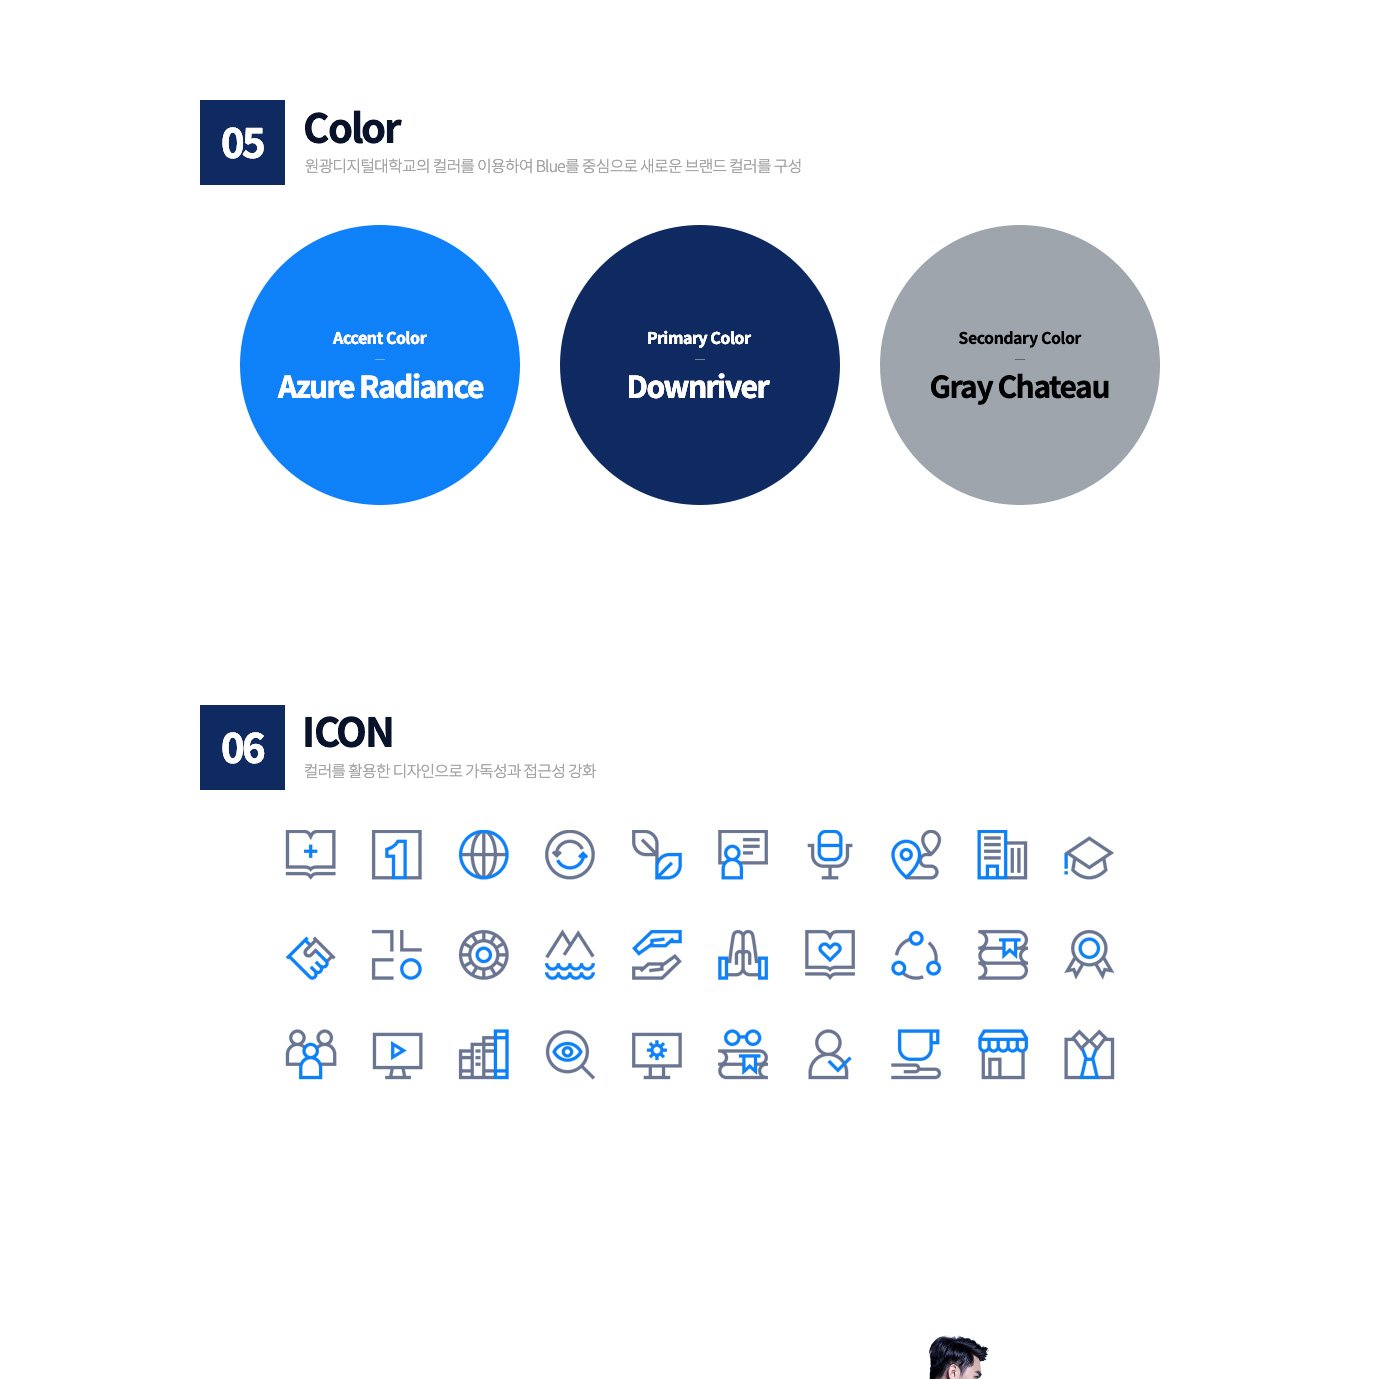 05
Color
원광디지털대학교의 컬러를 이용하여 Blue를 중심으로 새로운 브랜드 컬러를 구성
Accent Color
Azure Radiance
Primary Color
Downriver
Secondary Color
Gray Chateau
06
ICON
컬러를 활용한 디자인으로 가독성과 접근성 강화
1